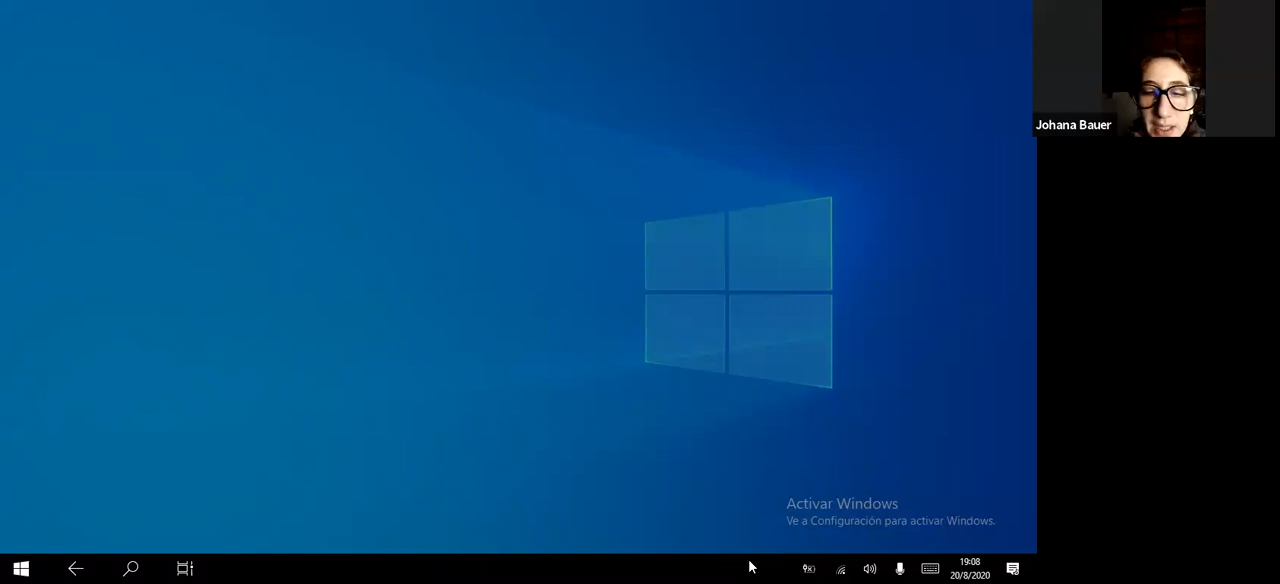 Johana Bauer
Activar Windows
Ve a Configuración para activar Windows.
19:08
20/8/2020